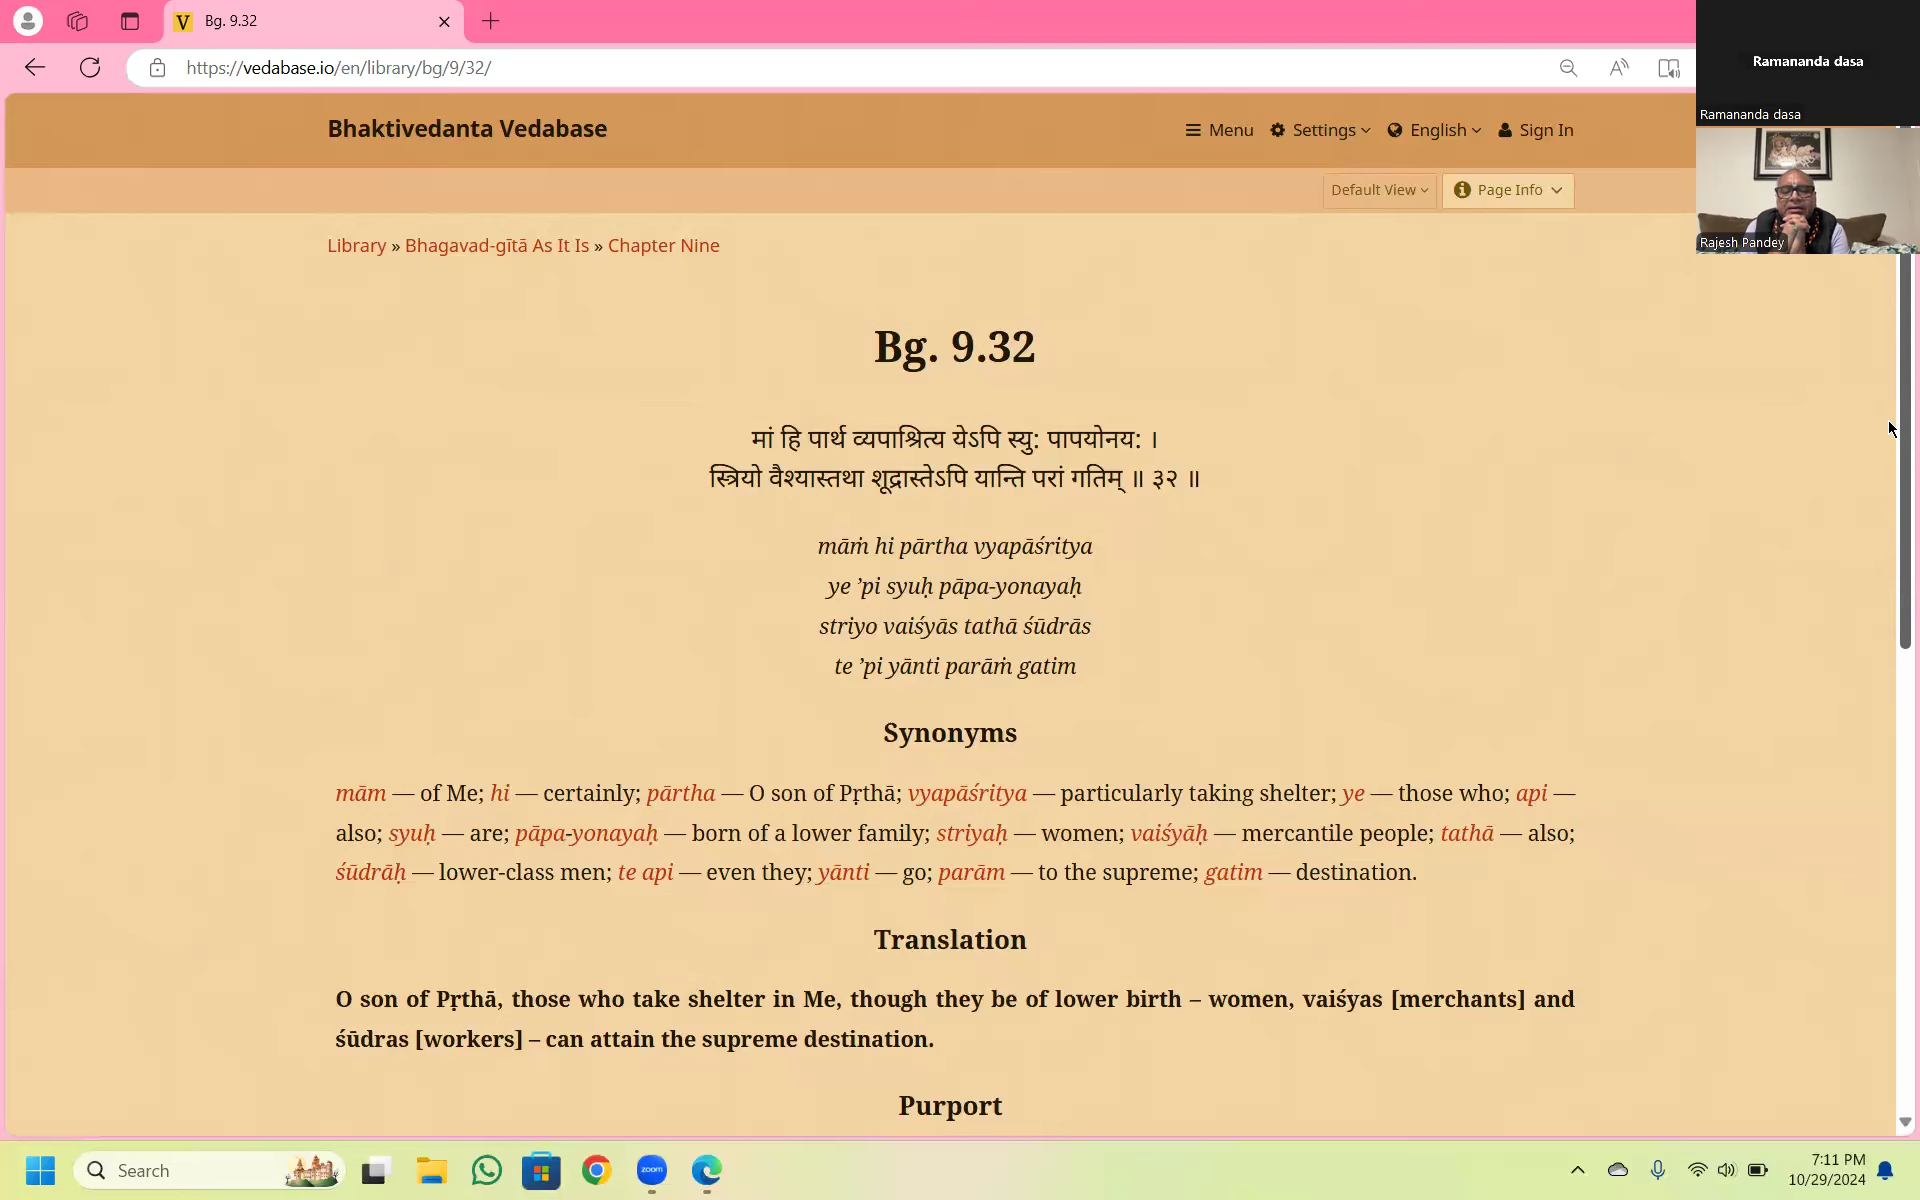 Bg. 9.32
https://vedabase.io/en/library/bg/9/32/
Ramananda dasa
Ramananda dasa
Rajesh Pandey
Bhaktivedanta Vedabase
Menu
Settings
English
Sign In
Default View
Page Info
Library » Bhagavad-gītā As It Is » Chapter Nine
Bg. 9.32
मां हि पार्थ व्यपाश्रित्य येऽपि स्यु: पापयोनय: ।
स्त्रियो वैश्यास्तथा शूद्रास्तेऽपि यान्ति परां गतिम् ॥ ३२ ॥
māṁ hi pārtha vyapāśritya
ye ’pi syuḥ pāpa-yonayaḥ
striyo vaiśyās tathā śūdrās
te ’pi yānti parāṁ gatim
Synonyms
mām — of Me; hi — certainly; pārtha — O son of Pṛthā; vyapāśritya — particularly taking shelter; ye — those who; api —
also; syuḥ — are; pāpa-yonayaḥ — born of a lower family; striyaḥ — women; vaiśyāḥ — mercantile people; tathā — also;
śūdrāḥ — lower-class men; te api — even they; yānti — go; parām — to the supreme; gatim — destination.
Translation
O son of Pṛthā, those who take shelter in Me, though they be of lower birth – women, vaiśyas [merchants] and
śūdras [workers] – can attain the supreme destination.
Purport
Search
zoom
7:11 PM
10/29/2024